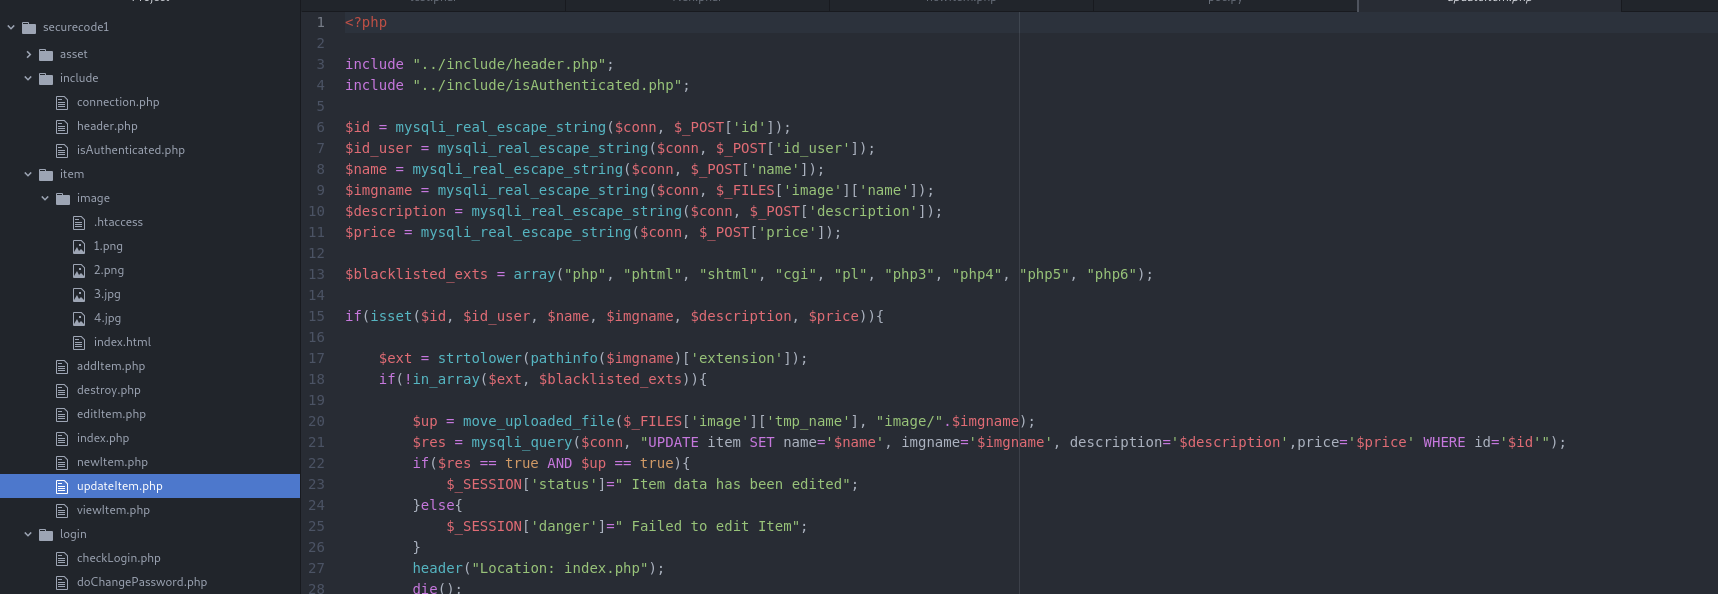 Project
updateItem.php
securecode1
asset
include
connection.php
header.php
isAuthenticated.php
item
image
.htaccess
1.png
2.png
3.jpg
4.jpg
index.html
addItem.php
destroy.php
editItem.php
index.php
newItem.php
updateItem.php
viewItem.php
login
checkLogin.php
doChangePassword.php
1 <?php
2
3 include "../include/header.php";
4 include "../include/isAuthenticated.php";
5
6 $id = mysqli_real_escape_string($conn, $_POST['id']);
7 $id_user = mysqli_real_escape_string($conn, $_POST['id_user']);
8 $name = mysqli_real_escape_string($conn, $_POST['name']);
9 $imgname = mysqli_real_escape_string($conn, $_FILES['image']['name']);
10 $description = mysqli_real_escape_string($conn, $_POST['description']);
11 $price = mysqli_real_escape_string($conn, $_POST['price']);
12
13 $blacklisted_exts = array("php", "phtml", "shtml", "cgi", "pl", "php3", "php4", "php5", "php6");
14
15 if(isset($id, $id_user, $name, $imgname, $description, $price)){
16
17 $ext = strtolower(pathinfo($imgname)['extension']);
18 if(!in_array($ext, $blacklisted_exts)){
19
20 $up = move_uploaded_file($_FILES['image']['tmp_name'], "image/".$imgname);
21 $res = mysqli_query($conn, "UPDATE item SET name='$name', imgname='$imgname', description='$description',price='$price' WHERE id='$id'");
22 if($res == true AND $up == true){
23 $_SESSION['status']=" Item data has been edited";
24 }else{
25 $_SESSION['danger']=" Failed to edit Item";
26 }
27 header("Location: index.php");
28 die();